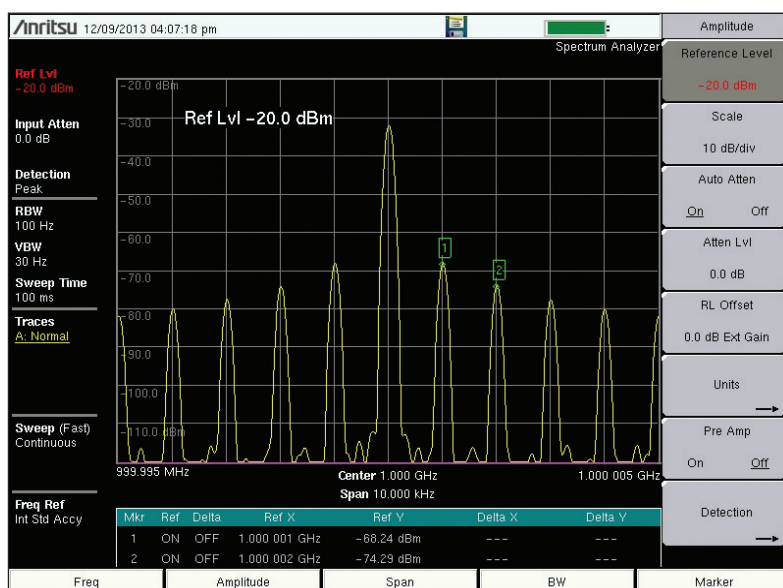 Anritsu 12/09/2013 04:07:18 pm
Spectrum Analyzer
Ref Lvl
-20.0 dBm
Input Atten
0.0 dB
Detection
Peak
RBW
100 Hz
VBW
30 Hz
Sweep Time
100 ms
Traces
A: Normal
Sweep (Fast)
Continuous
Freq Ref
Int Std Accy
-20.0 dBm
Ref Lvl -20.0 dBm
-30.0
-40.0
-50.0
-60.0
-70.0
-80.0
-90.0
-100.0
-110.0 dBm
1
2
999.995 MHz
Center 1.000 GHz
1.000 005 GHz
Span 10.000 kHz
Mkr Ref Delta Ref X Ref Y Delta X Delta Y
1 ON OFF 1.000 001 GHz -68.24 dBm --- ---
2 ON OFF 1.000 002 GHz -74.29 dBm --- ---
Amplitude
Reference Level
-20.0 dBm
Scale
10 dB/div
Auto Atten
On Off
Atten Lvl
0.0 dB
RL Offset
0.0 dB Ext Gain
Units
Pre Amp
On Off
Detection
Freq Amplitude Span BW Marker